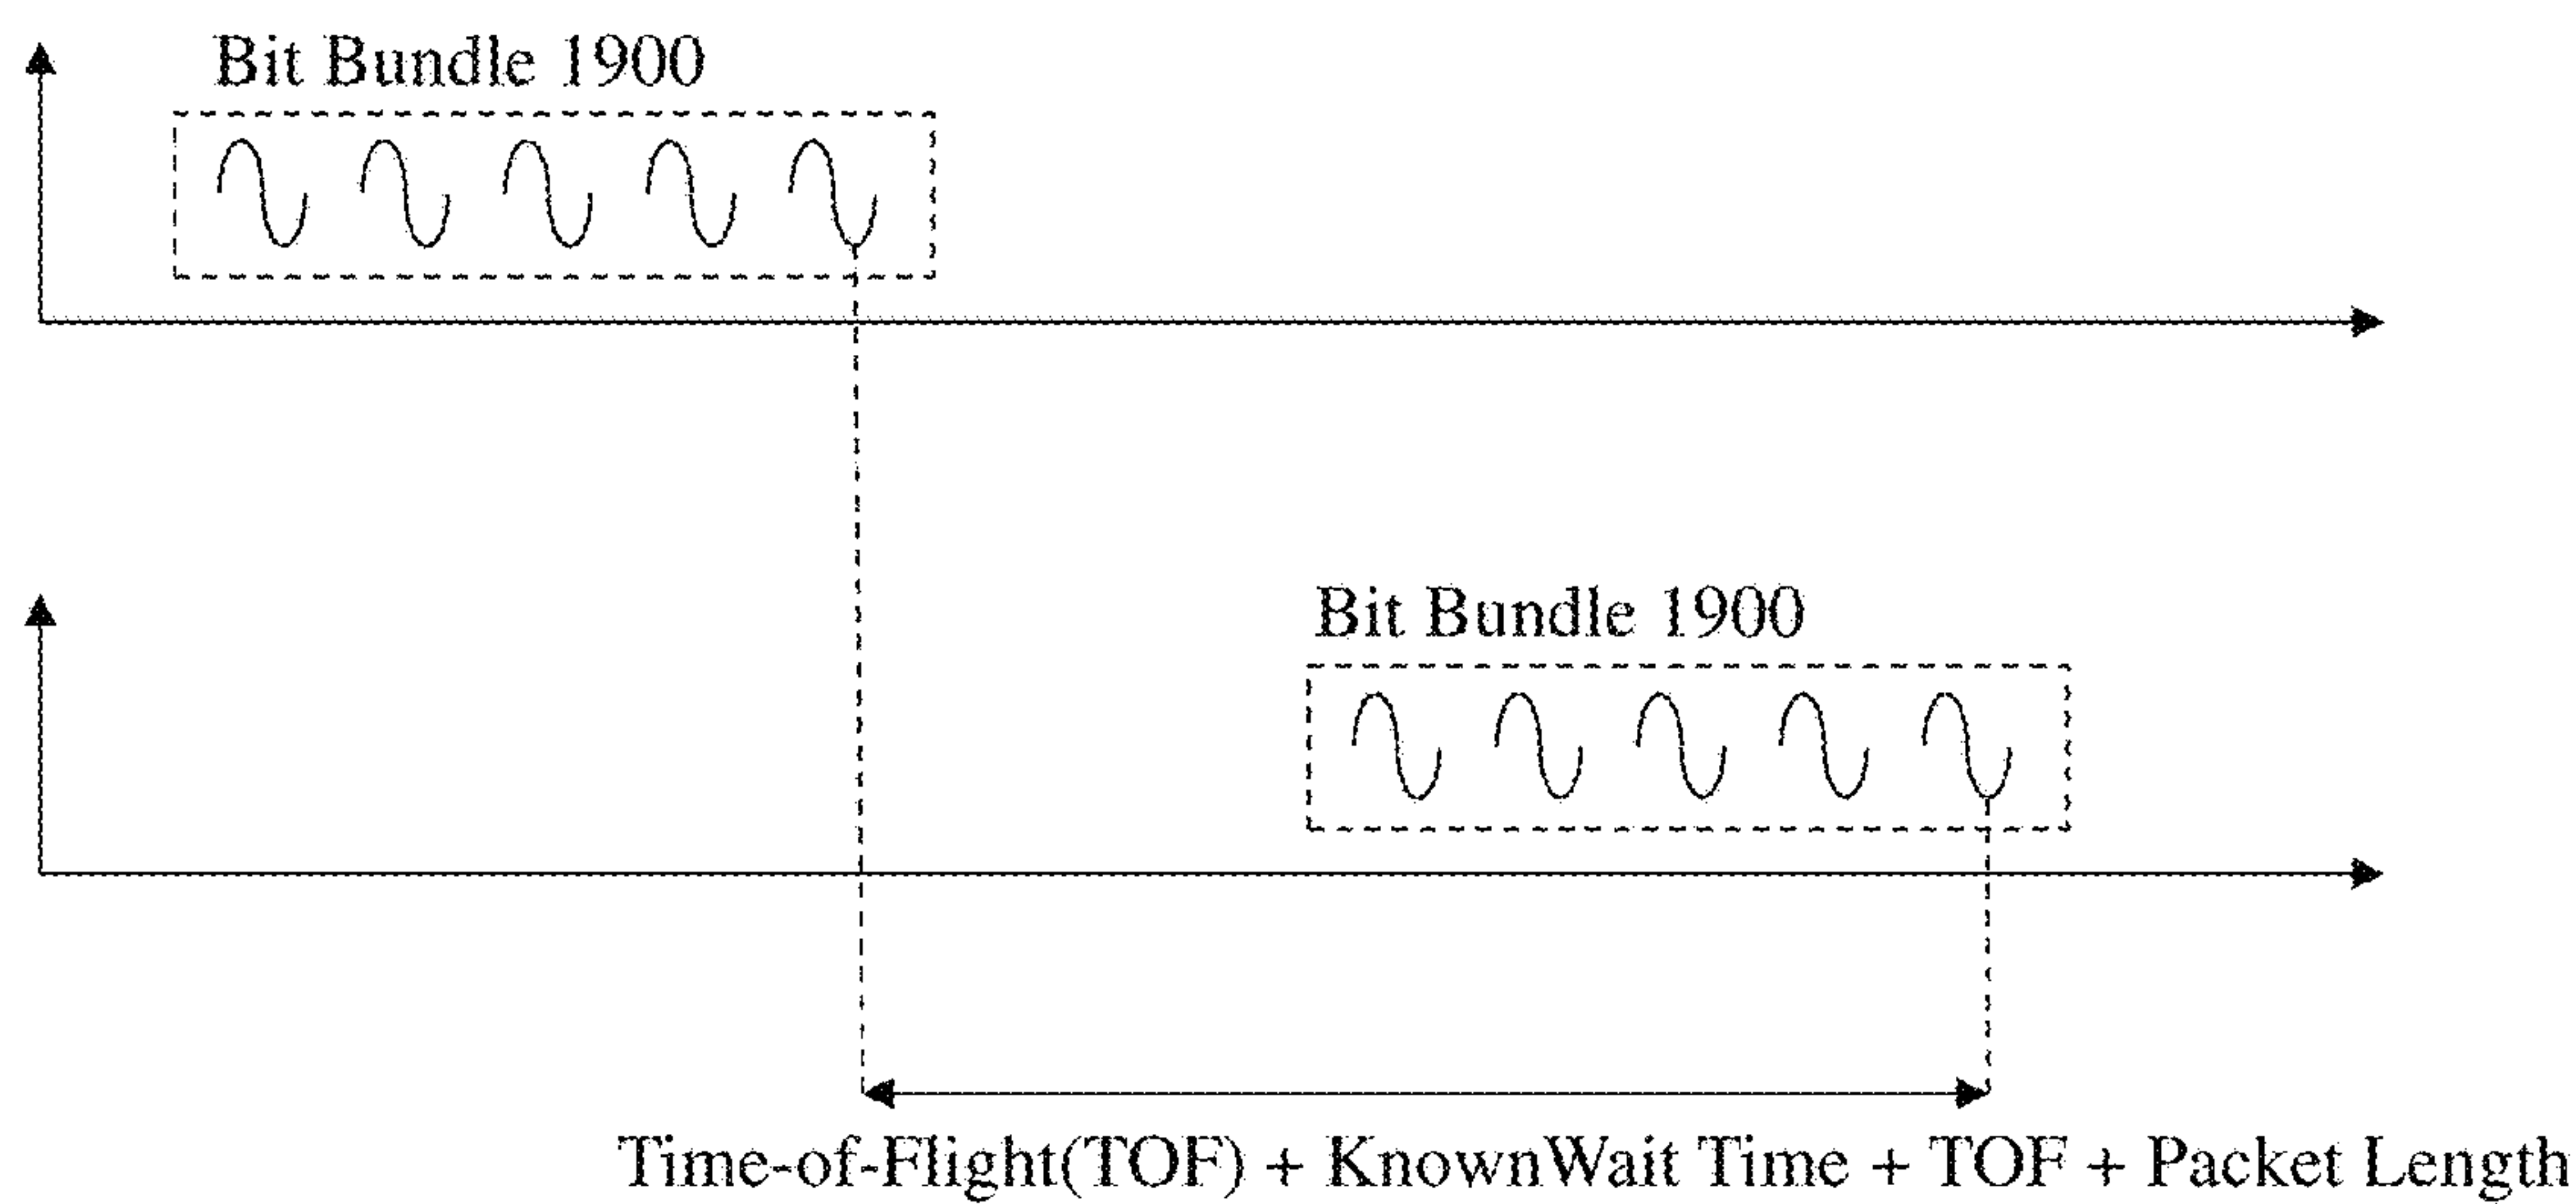 Bit Bundle 1900
Bit Bundle 1900
Time-of-Flight(TOF) + KnownWait Time + TOF + Packet Length